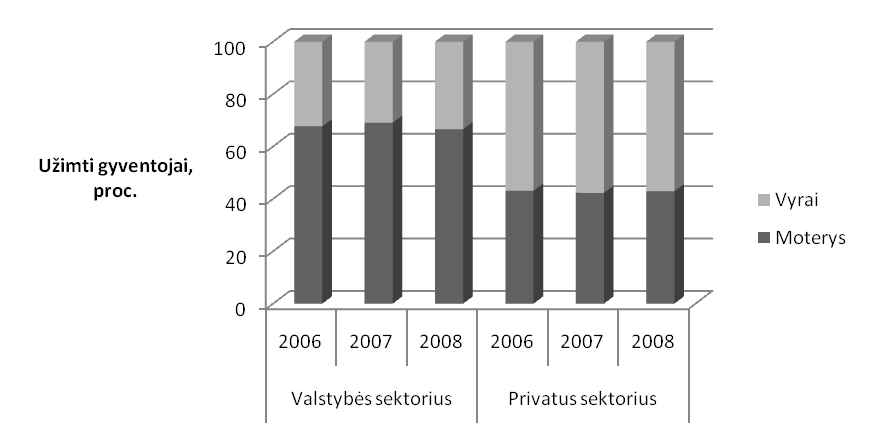 100
80
60
40
20
0
Užimti gyventojai,
proc.
Vyrai
Moterys
2006 2007 2008 2006 2007 2008
Valstybės sektorius Privatus sektorius